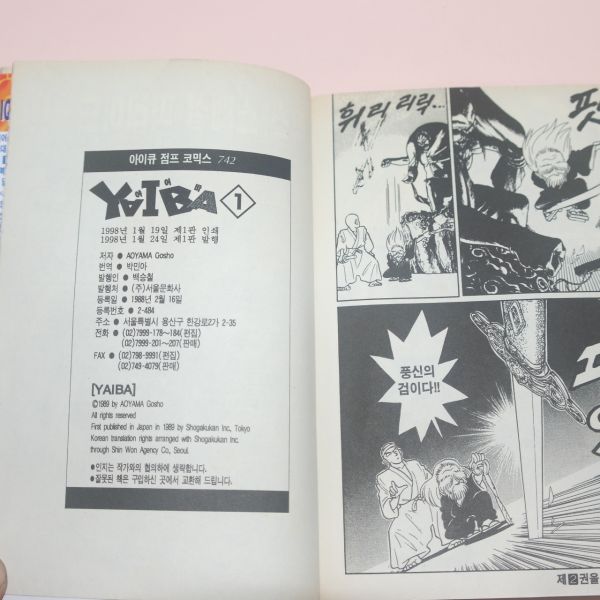 아이큐 점프 코믹스 742
YAIBA 1
야 이 바
1998년 1월 19일 제1판 인쇄
1998년 1월 24일 제1판 발행
저자 ● AOYAMA Gosho
번역 ● 박민아
발행인 ● 백승철
발행처 ● (주)서울문화사
등록일 ● 1988년 2월 16일
등록번호 ● 2-484
주소 ● 서울특별시 용산구 한강로2가 2-35
전화 ● (02)7999-178~184(편집)
(02)7999-201~207(판매)
FAX ● (02)798-9991(편집)
(02)749-4079(판매)
[YAIBA]
©1989 by AOYAMA Gosho
All rights reserved
First published in Japan in 1989 by Shogakukan Inc., Tokyo
Korean translation rights arranged with Shogakukan Inc.
through Shin Won Agency Co., Seoul.
●인지는 작가와의 협의하에 생략합니다.
●잘못된 책은 구입하신 곳에서 교환해 드립니다.
휘리리릭...
팻
풍신의
검이다!!
제2권을